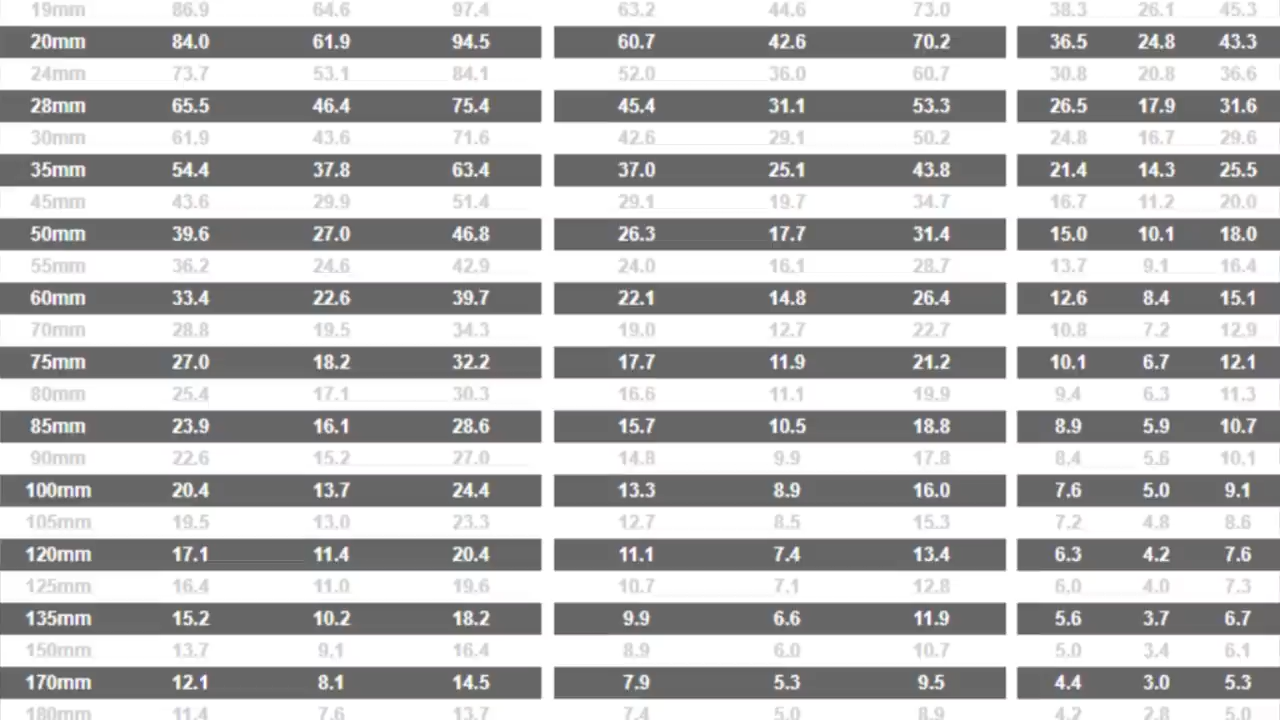 19mm 86.9 64.6 97.4 63.2 44.6 73.0 38.3 26.1 45.3
20mm 84.0 61.9 94.5 60.7 42.6 70.2 36.5 24.8 43.3
24mm 73.7 53.1 84.1 52.0 36.0 60.7 30.8 20.8 36.6
28mm 65.5 46.4 75.4 45.4 31.1 53.3 26.5 17.9 31.6
30mm 61.9 43.6 71.6 42.6 29.1 50.2 24.8 16.7 29.6
35mm 54.4 37.8 63.4 37.0 25.1 43.8 21.4 14.3 25.5
45mm 43.6 29.9 51.4 29.1 19.7 34.7 16.7 11.2 20.0
50mm 39.6 27.0 46.8 26.3 17.7 31.4 15.0 10.1 18.0
55mm 36.2 24.6 42.9 24.0 16.1 28.7 13.7 9.1 16.4
60mm 33.4 22.6 39.7 22.1 14.8 26.4 12.6 8.4 15.1
70mm 28.8 19.5 34.3 19.0 12.7 22.7 10.8 7.2 12.9
75mm 27.0 18.2 32.2 17.7 11.9 21.2 10.1 6.7 12.1
80mm 25.4 17.1 30.3 16.6 11.1 19.9 9.4 6.3 11.3
85mm 23.9 16.1 28.6 15.7 10.5 18.8 8.9 5.9 10.7
90mm 22.6 15.2 27.0 14.8 9.9 17.8 8.4 5.6 10.1
100mm 20.4 13.7 24.4 13.3 8.9 16.0 7.6 5.0 9.1
105mm 19.5 13.0 23.3 12.7 8.5 15.3 7.2 4.8 8.6
120mm 17.1 11.4 20.4 11.1 7.4 13.4 6.3 4.2 7.6
125mm 16.4 11.0 19.6 10.7 7.1 12.8 6.0 4.0 7.3
135mm 15.2 10.2 18.2 9.9 6.6 11.9 5.6 3.7 6.7
150mm 13.7 9.1 16.4 8.9 6.0 10.7 5.0 3.4 6.1
170mm 12.1 8.1 14.5 7.9 5.3 9.5 4.4 3.0 5.3
180mm 11.4 7.6 13.7 7.4 5.0 8.9 4.2 2.8 5.0